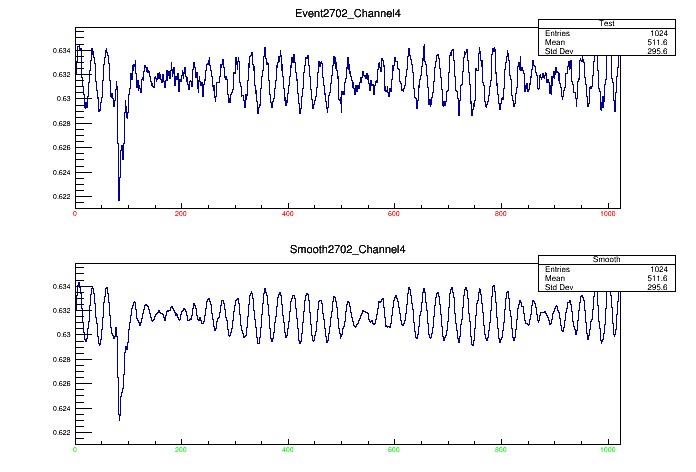 Event2702_Channel4
Test
Entries 1024
Mean 511.6
Std Dev 295.6
0.634
0.632
0.63
0.628
0.626
0.624
0.622
0 200 400 600 800 1000
Smooth2702_Channel4
Smooth
Entries 1024
Mean 511.6
Std Dev 295.6
0.634
0.632
0.63
0.628
0.626
0.624
0.622
0 200 400 600 800 1000